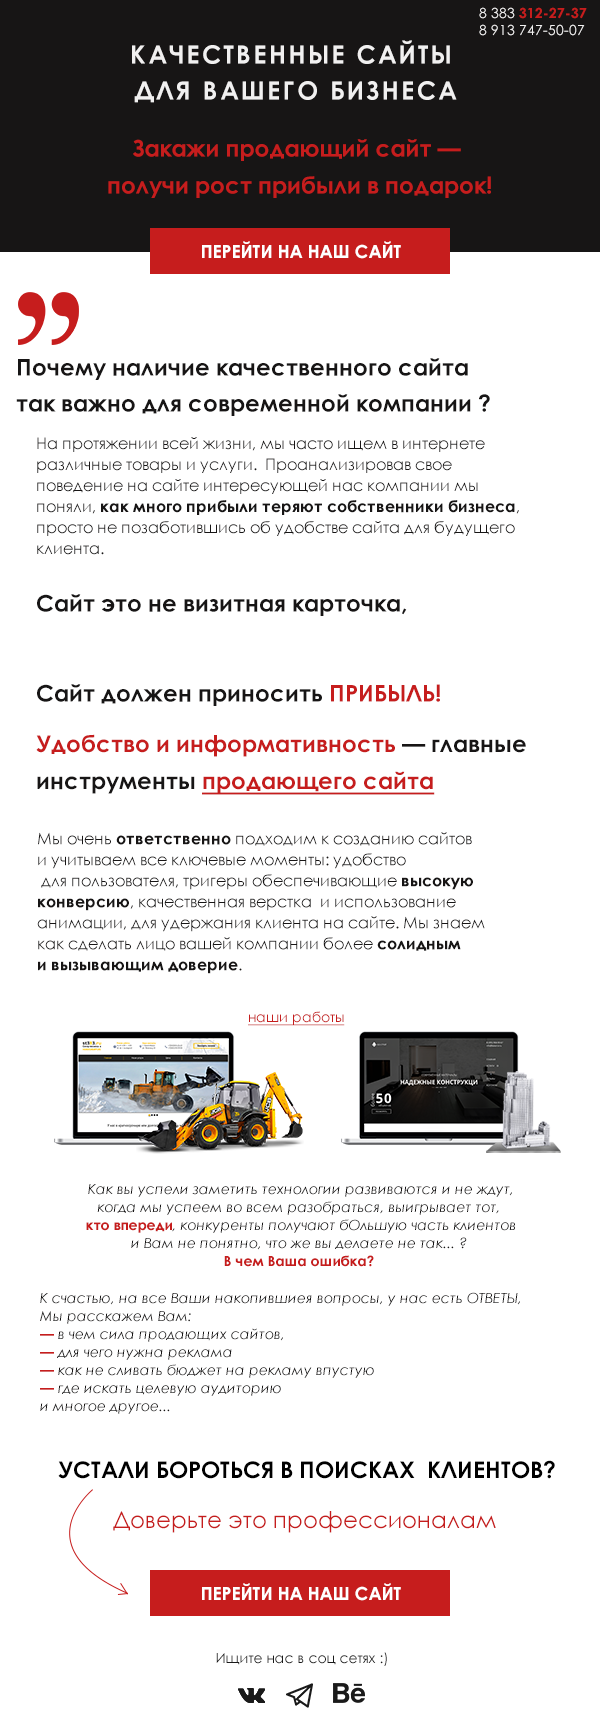 8 383 312-27-37
8 913 747-50-07
КАЧЕСТВЕННЫЕ САЙТЫ
ДЛЯ ВАШЕГО БИЗНЕСА
Закажи продающий сайт —
получи рост прибыли в подарок!
ПЕРЕЙТИ НА НАШ САЙТ
Почему наличие качественного сайта
так важно для современной компании ?
На протяжении всей жизни, мы часто ищем в интернете
различные товары и услуги.  Проанализировав свое
поведение на сайте интересующей нас компании мы
поняли, как много прибыли теряют собственники бизнеса,
просто не позаботившись об удобстве сайта для будущего
клиента.
Сайт это не визитная карточка,
Сайт должен приносить ПРИБЫЛЬ!
Удобство и информативность — главные
инструменты продающего сайта
Мы очень ответственно подходим к созданию сайтов
и учитываем все ключевые моменты: удобство
для пользователя, тригеры обеспечивающие высокую
конверсию, качественная верстка  и использование
анимации, для удержания клиента на сайте. Мы знаем
как сделать лицо вашей компании более солидным
и вызывающим доверие.
наши работы
НАДЕЖНЫЕ КОНСТРУКЦИ
50
Как вы успели заметить технологии развиваются и не ждут,
когда мы успеем во всем разобраться, выигрывает тот,
кто впереди, конкуренты получают бОльшую часть клиентов
и Вам не понятно, что же вы делаете не так... ?
В чем Ваша ошибка?
К счастью, на все Ваши накопившиея вопросы, у нас есть ОТВЕТЫ,
Мы расскажем Вам:
— в чем сила продающих сайтов,
— для чего нужна реклама
— как не сливать бюджет на рекламу впустую
— где искать целевую аудиторию
и многое другое...
УСТАЛИ БОРОТЬСЯ В ПОИСКАХ  КЛИЕНТОВ?
Доверьте это профессионалам
ПЕРЕЙТИ НА НАШ САЙТ
Ищите нас в соц сетях :)
Bē